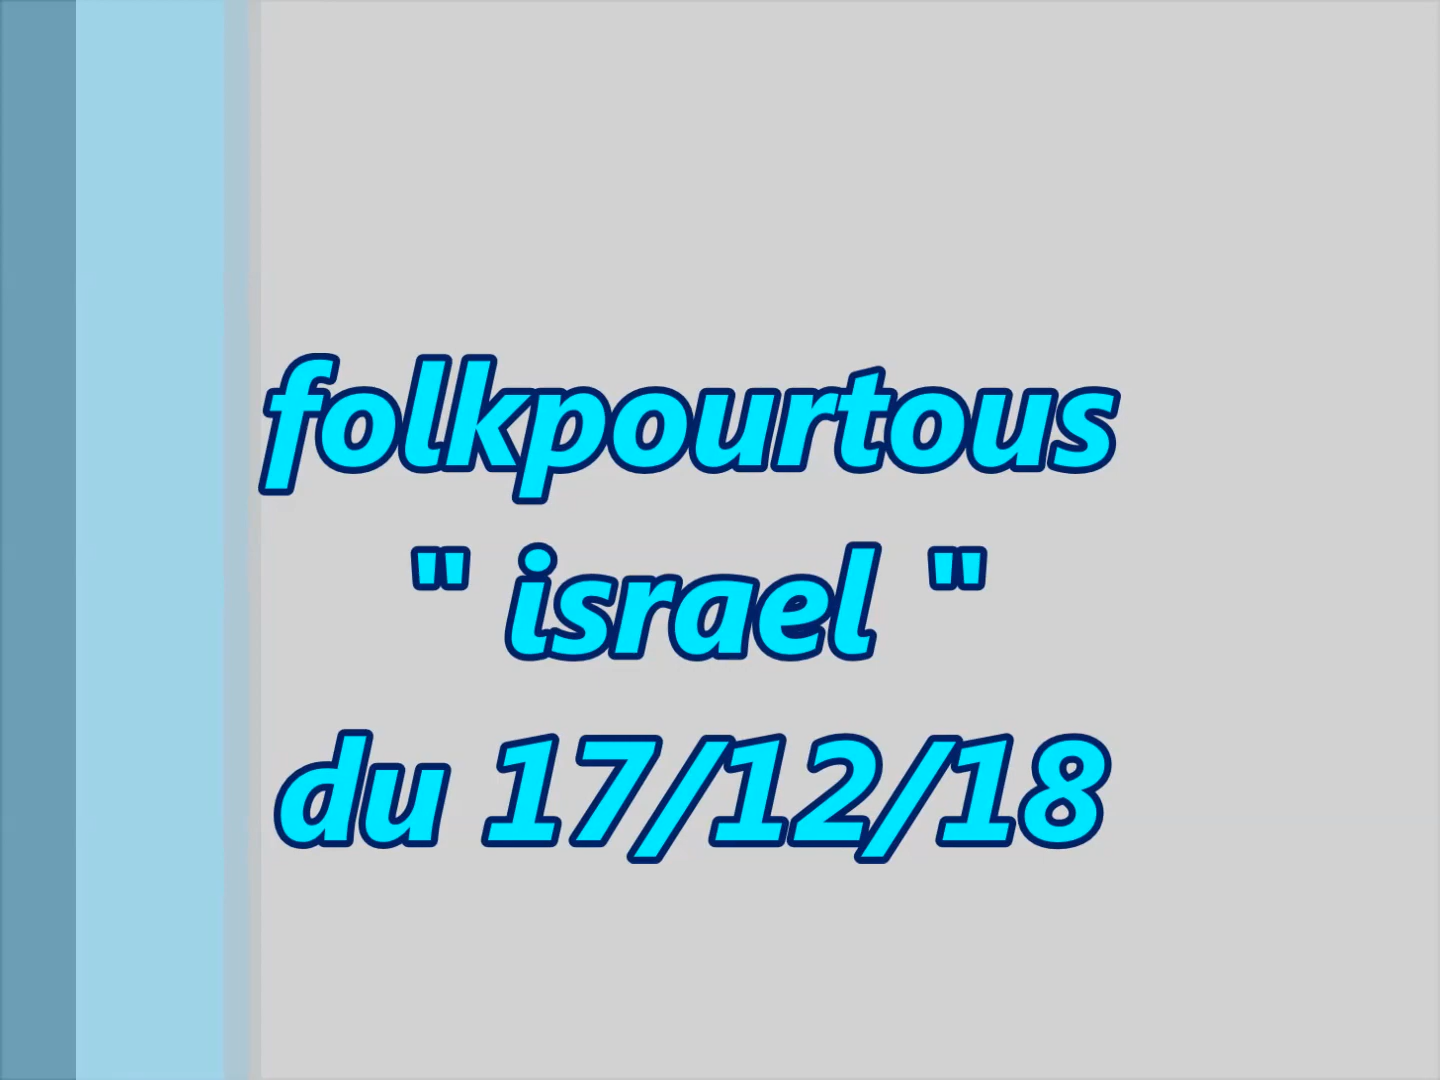 folkpourtous
" israel "
du 17/12/18